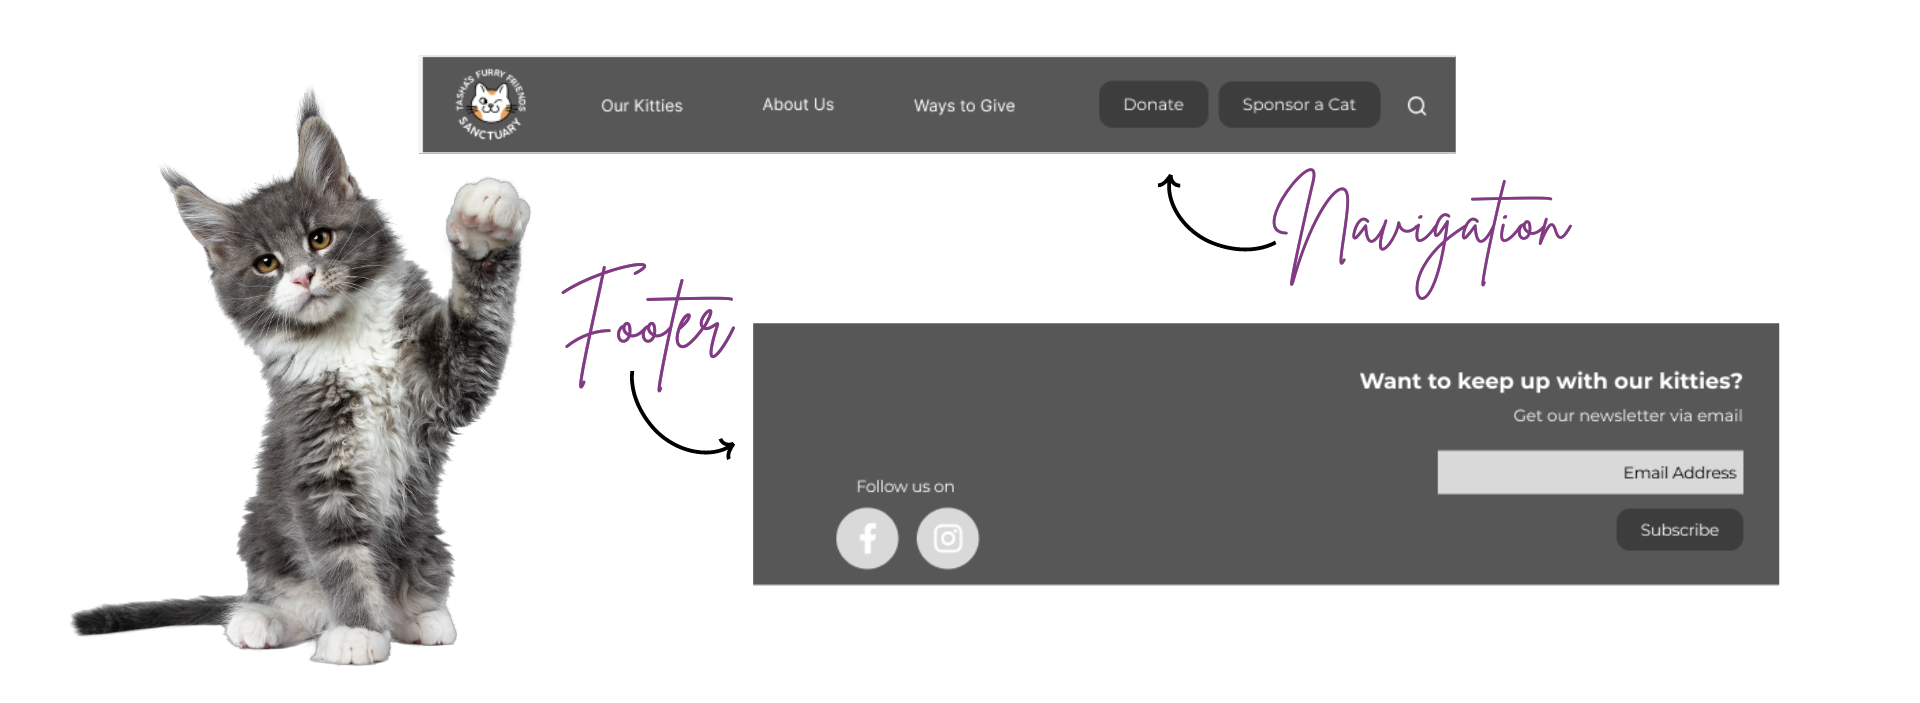 TASHA'S FURRY FRIENDS
SANCTUARY
Our Kitties
About Us
Ways to Give
Donate
Sponsor a Cat
Navigation
Footer
Want to keep up with our kitties?
Get our newsletter via email
Email Address
Subscribe
Follow us on